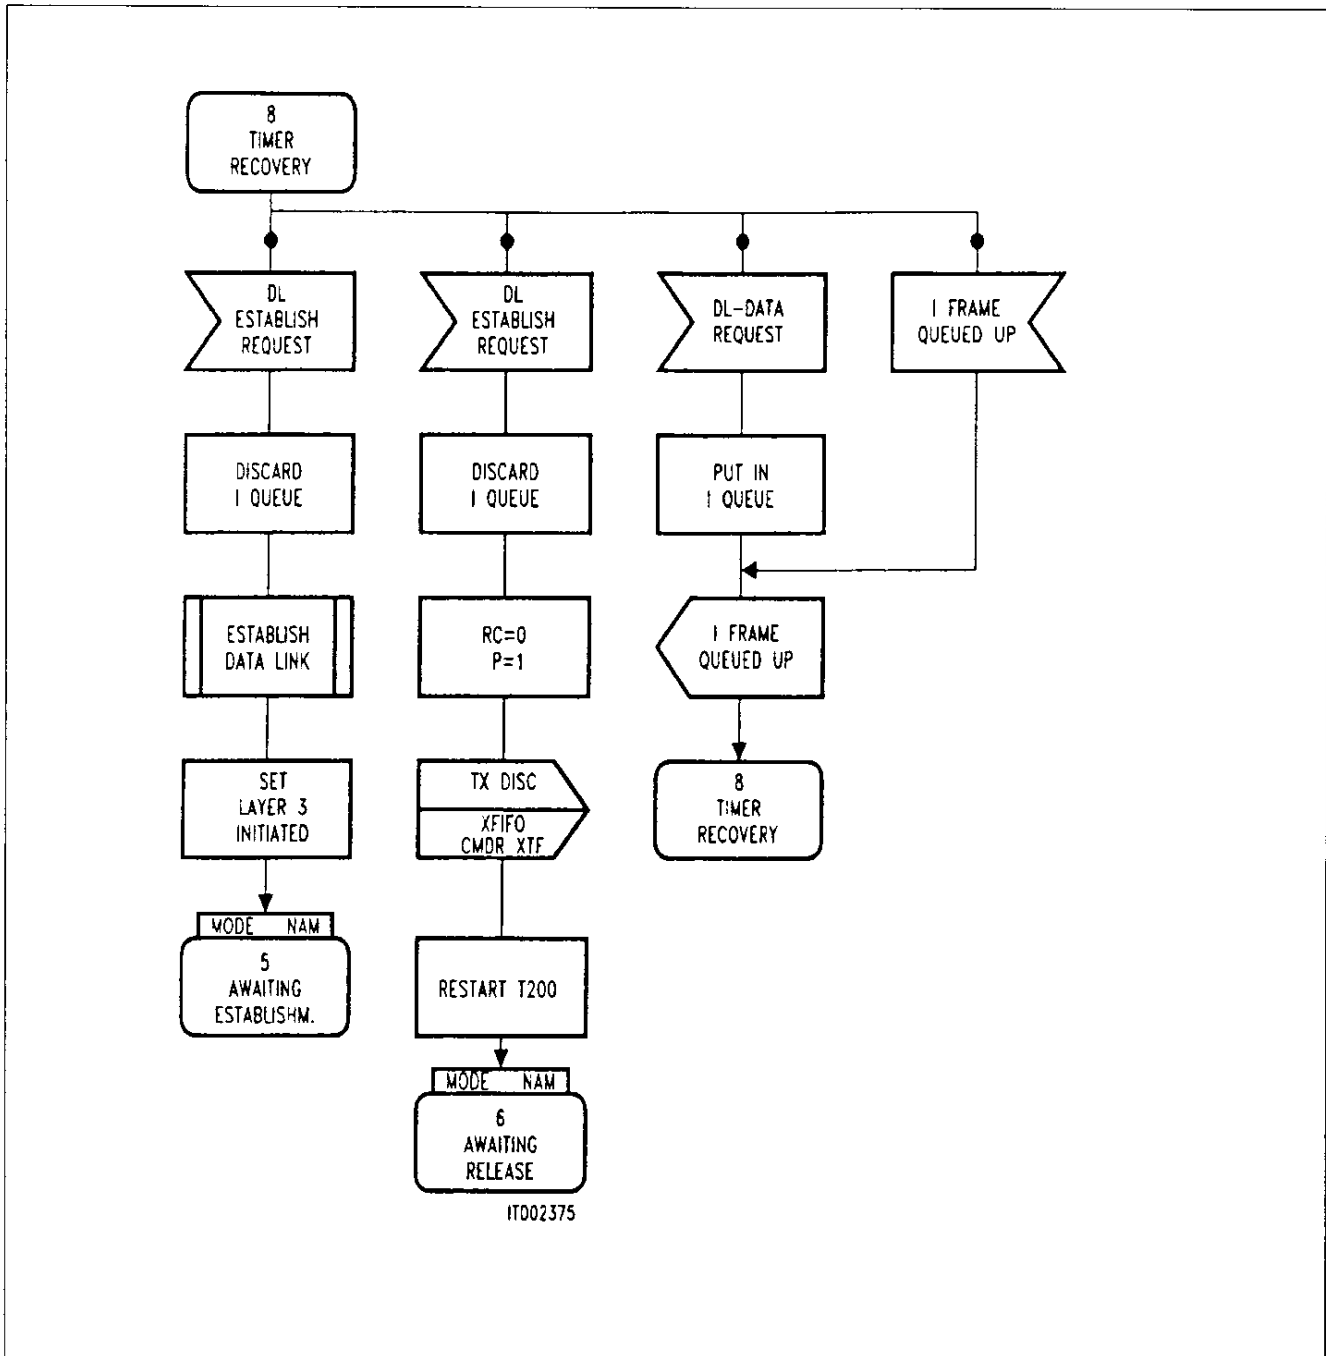 8
TIMER
RECOVERY
DL
ESTABLISH
REQUEST
DL
ESTABLISH
REQUEST
DL-DATA
REQUEST
I FRAME
QUEUED UP
DISCARD
I QUEUE
DISCARD
I QUEUE
PUT IN
I QUEUE
ESTABLISH
DATA LINK
RC=0
P=1
I FRAME
QUEUED UP
SET
LAYER 3
INITIATED
TX DISC
XFIFO
CMDR XTF
8
TIMER
RECOVERY
MODE NAM
5
AWAITING
ESTABLISHM.
RESTART T200
MODE NAM
6
AWAITING
RELEASE
ITD02375